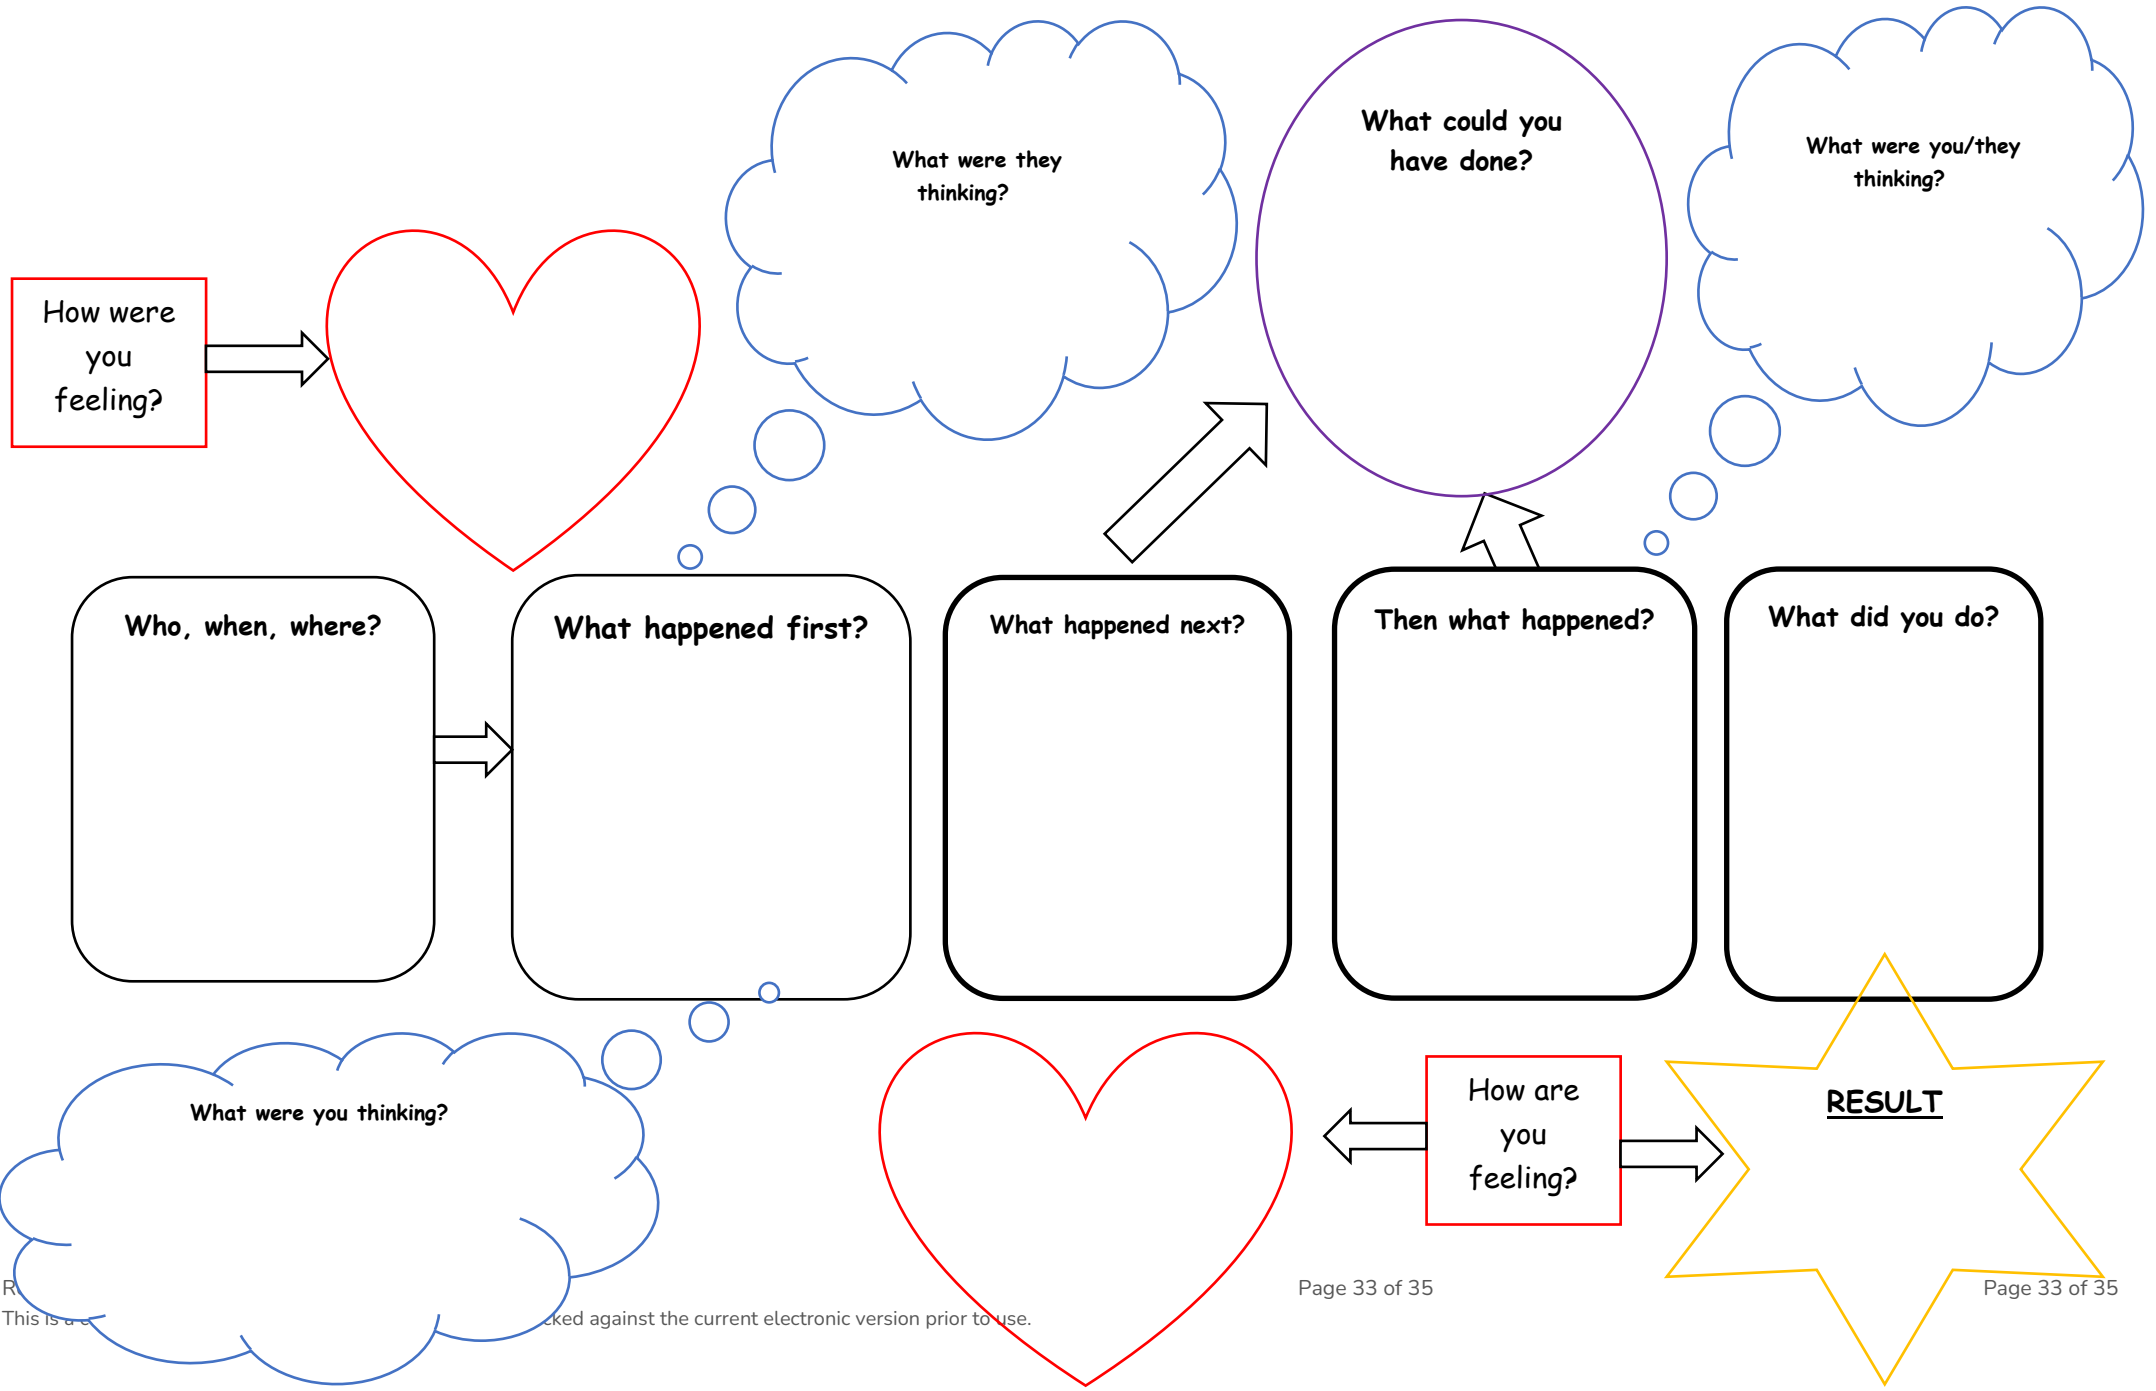 What were they
thinking?
What could you
have done?
What were you/they
thinking?
How were
you
feeling?
Who, when, where?
What happened first?
What happened next?
Then what happened?
What did you do?
What were you thinking?
How are
you
feeling?
RESULT
Page 33 of 35
Page 33 of 35
This is a against the current electronic version prior to use.